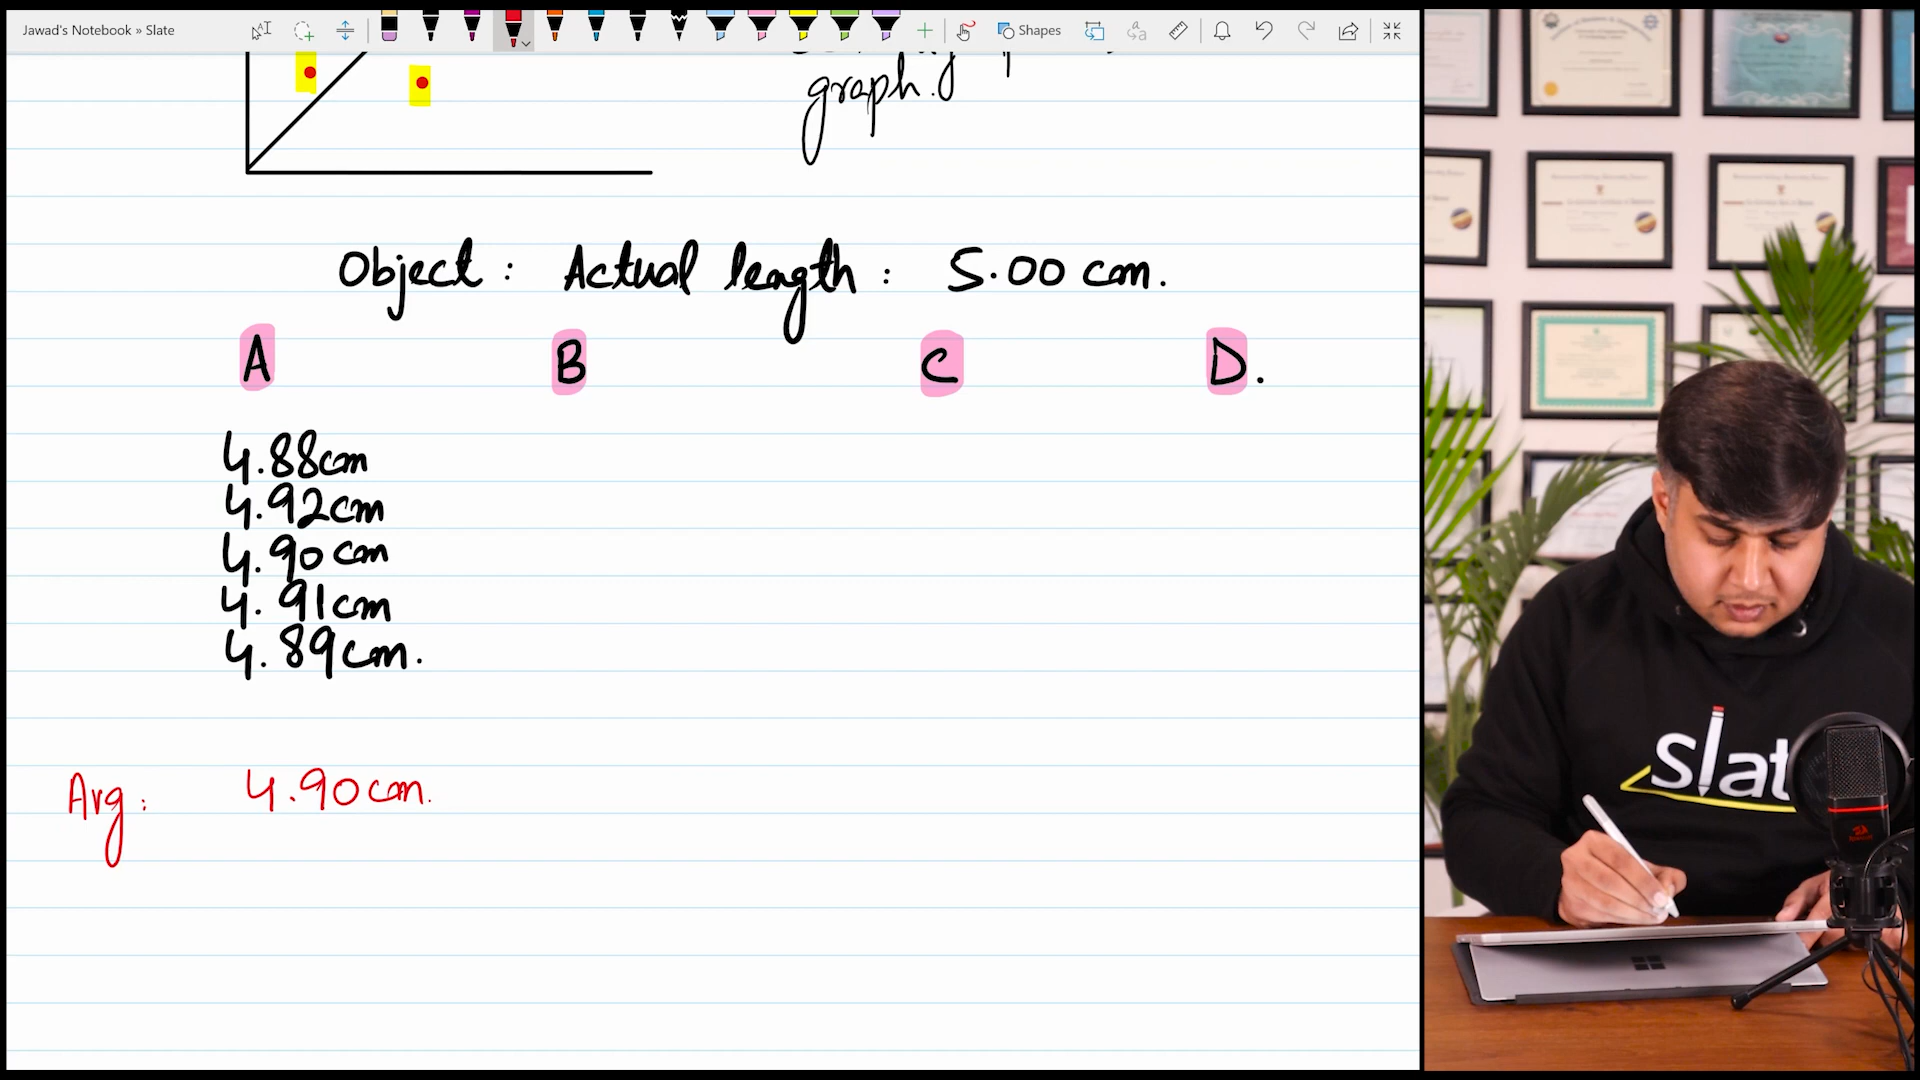 Jawad's Notebook » Slate
Shapes
graph.
Object : Actual length : 5.00 cm.
A B C D.
4.88cm
4.92cm
4.90 cm
4.91cm
4.89cm.
Avg : 4.90cm.
slat